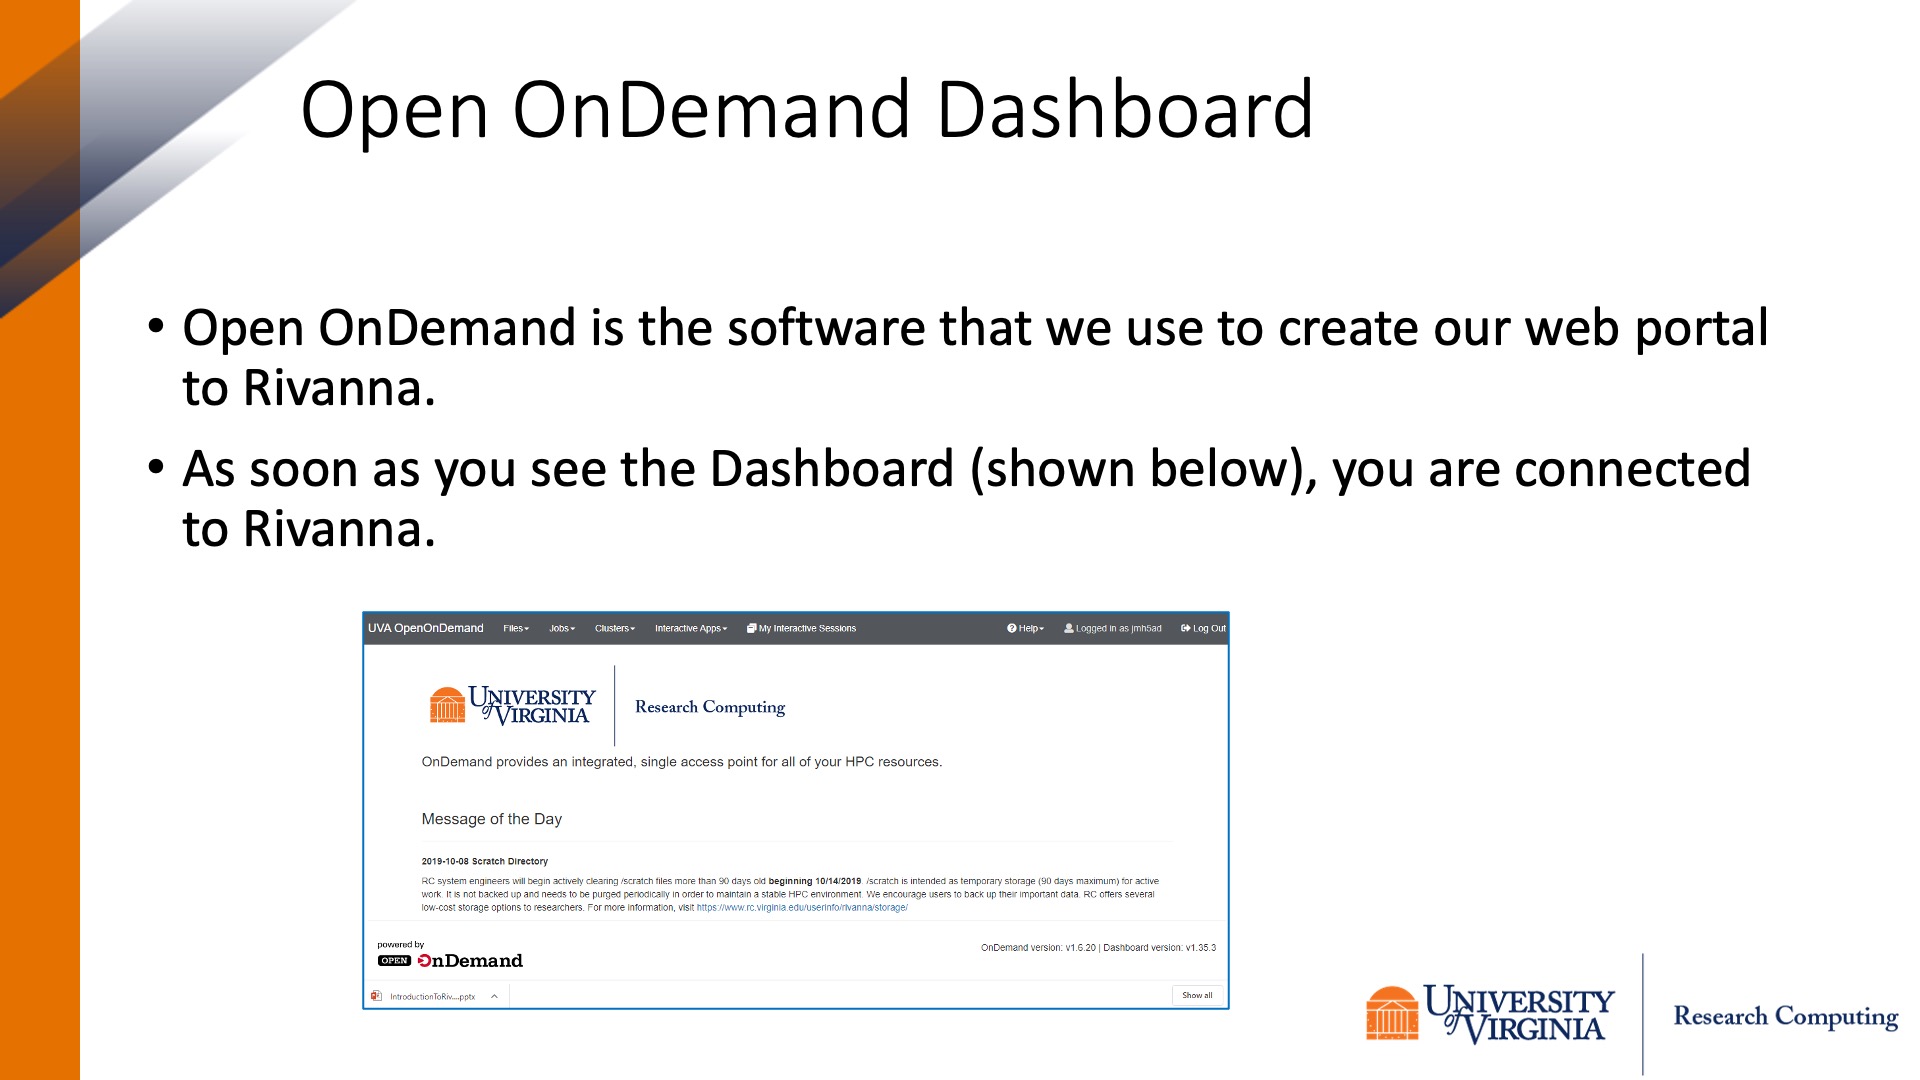 Open OnDemand Dashboard
• Open OnDemand is the software that we use to create our web portal
to Rivanna.
• As soon as you see the Dashboard (shown below), you are connected
to Rivanna.
UVA OpenOnDemand Files Jobs Clusters Interactive Apps My Interactive Sessions Help Logged in as jmh5ad Log Out
UNIVERSITY
of VIRGINIA
Research Computing
OnDemand provides an integrated, single access point for all of your HPC resources.
Message of the Day
2019-10-08 Scratch Directory
RC system engineers will begin actively clearing /scratch files more than 90 days old beginning 10/14/2019. /scratch is intended as temporary storage (90 days maximum) for active
work. It is not backed up and needs to be purged periodically in order to maintain a stable HPC environment. We encourage users to back up their important data. RC offers several
low-cost storage options to researchers. For more information, visit https://www.rc.virginia.edu/userinfo/rivanna/storage/
powered by
OPEN OnDemand
OnDemand version: v1.6.20 | Dashboard version: v1.35.3
IntroductionToRiv....pptx
Show all
UNIVERSITY
of VIRGINIA
Research Computing